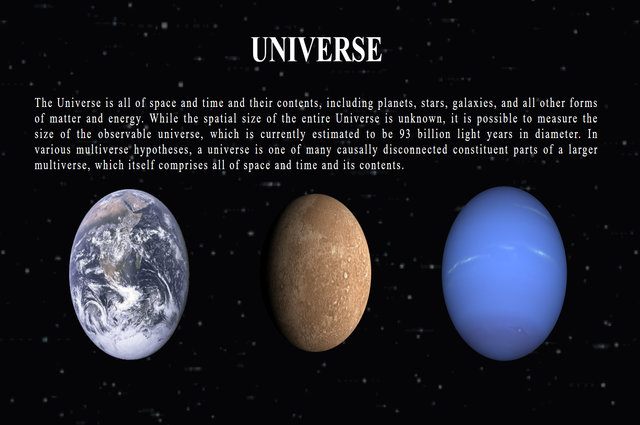 UNIVERSE
The Universe is all of space and time and their contents, including planets, stars, galaxies, and all other forms
of matter and energy. While the spatial size of the entire Universe is unknown, it is possible to measure the
size of the observable universe, which is currently estimated to be 93 billion light years in diameter. In
various multiverse hypotheses, a universe is one of many causally disconnected constituent parts of a larger
multiverse, which itself comprises all of space and time and its contents.